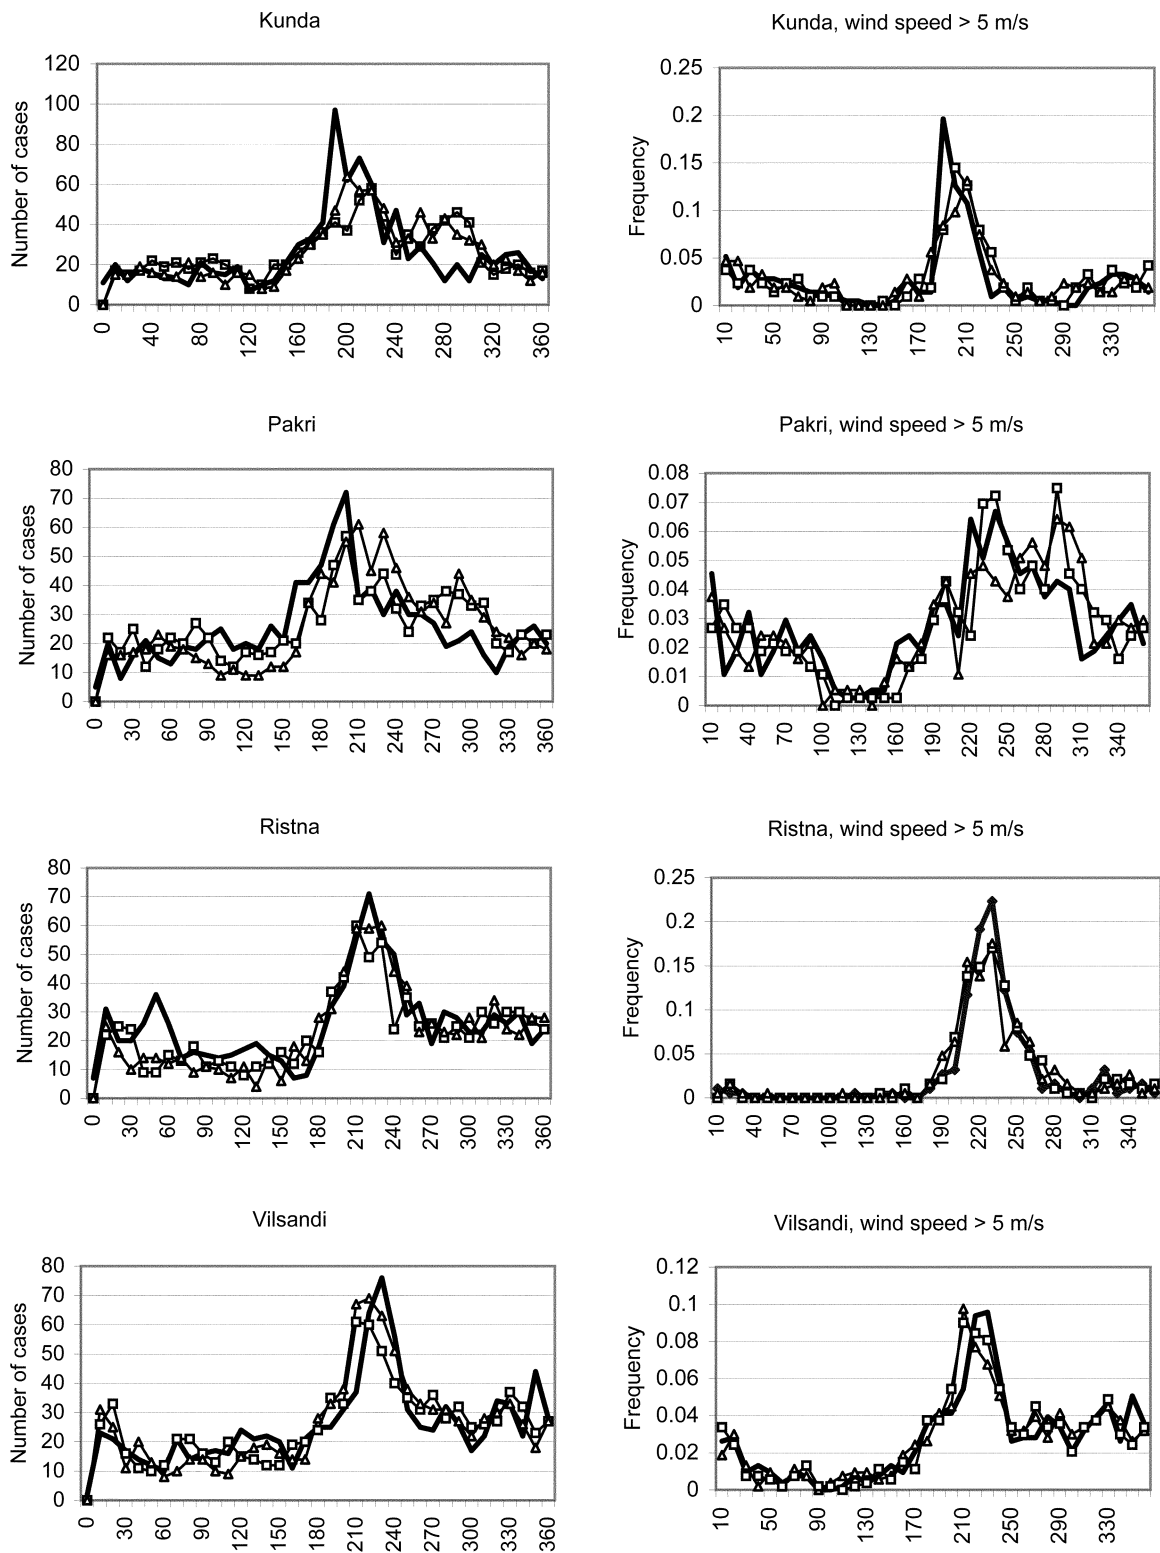 Kunda
Number of cases
120
100
80
60
40
20
0
0 40 80 120 160 200 240 280 320 360
Kunda, wind speed > 5 m/s
Frequency
0.25
0.2
0.15
0.1
0.05
0
10 50 90 130 170 210 250 290 330
Pakri
Number of cases
80
70
60
50
40
30
20
10
0
0 30 60 90 120 150 180 210 240 270 300 330 360
Pakri, wind speed > 5 m/s
Frequency
0.08
0.07
0.06
0.05
0.04
0.03
0.02
0.01
0
10 40 70 100 130 160 190 220 250 280 310 340
Ristna
Number of cases
80
70
60
50
40
30
20
10
0
0 30 60 90 120 150 180 210 240 270 300 330 360
Ristna, wind speed > 5 m/s
Frequency
0.25
0.2
0.15
0.1
0.05
0
10 40 70 100 130 160 190 220 250 280 310 340
Vilsandi
Number of cases
80
70
60
50
40
30
20
10
0
0 30 60 90 120 150 180 210 240 270 300 330 360
Vilsandi, wind speed > 5 m/s
Frequency
0.12
0.1
0.08
0.06
0.04
0.02
0
10 50 90 130 170 210 250 290 330